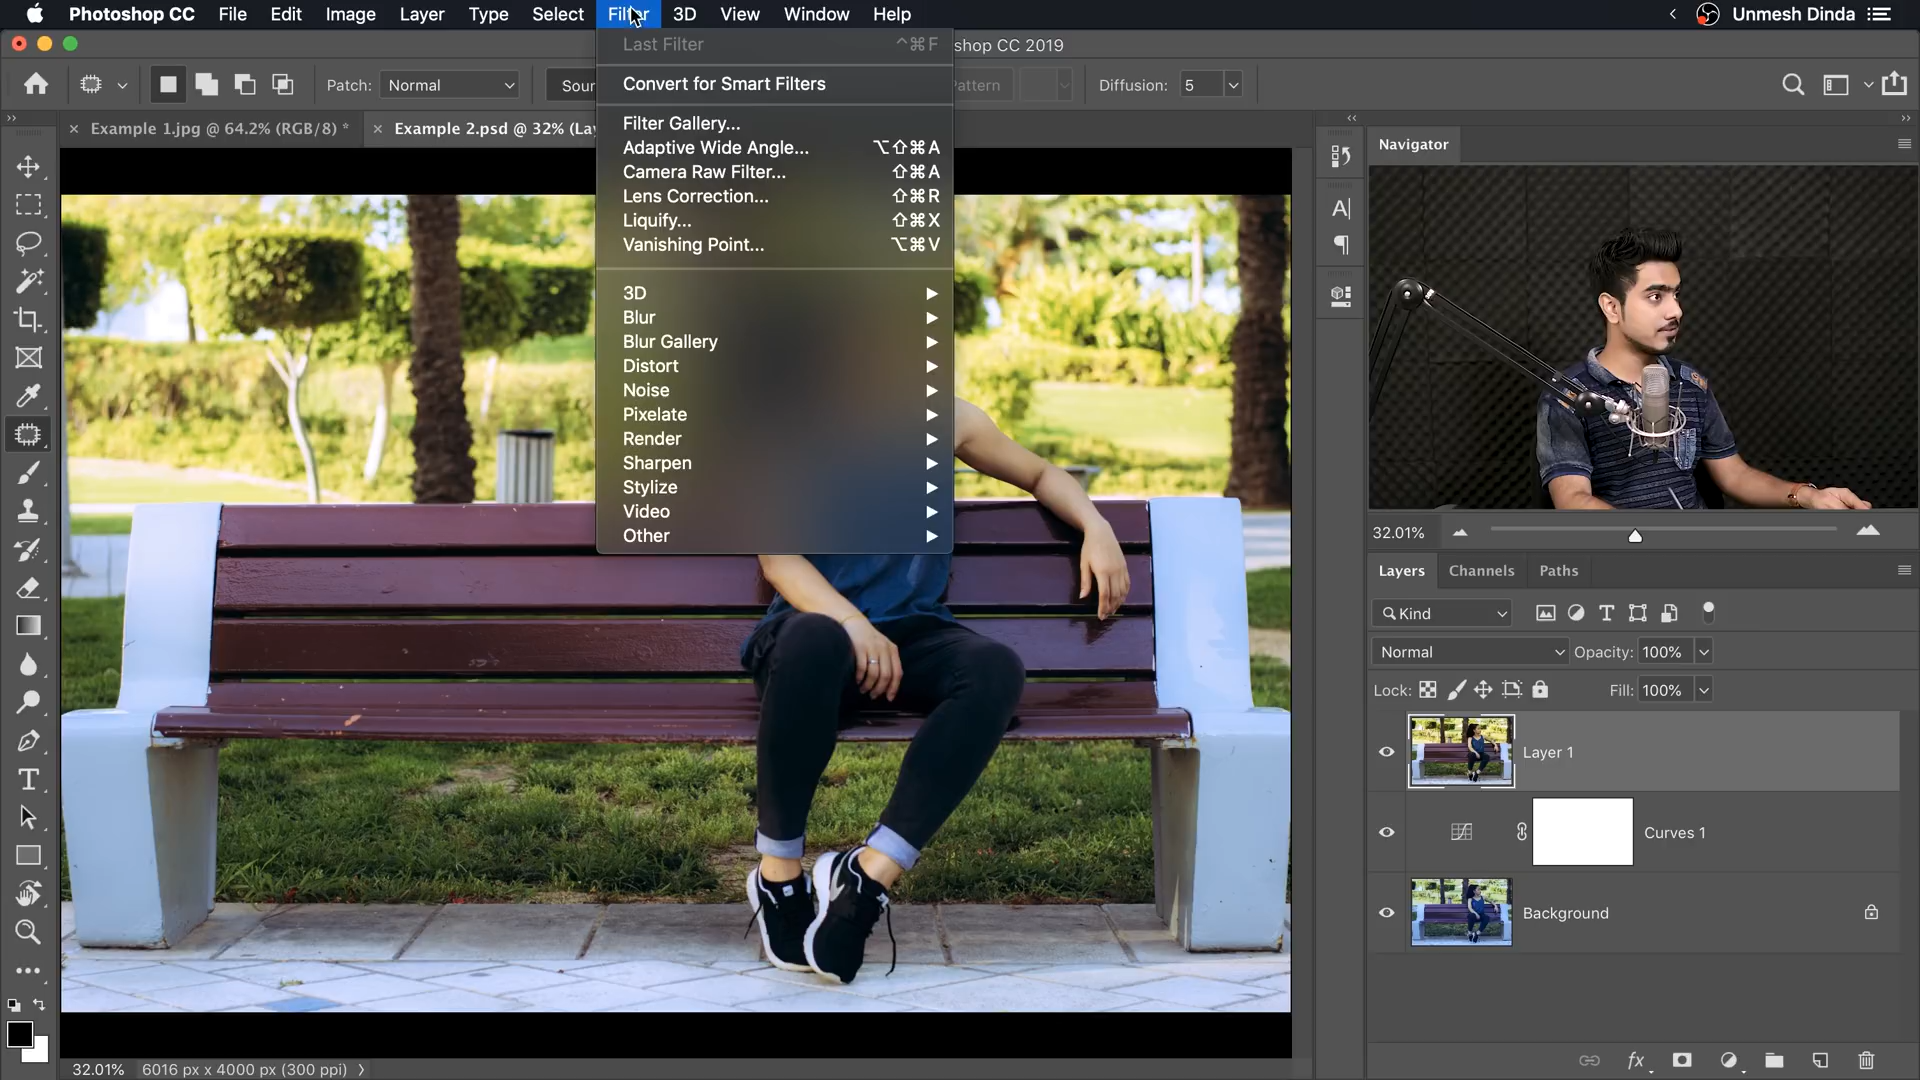 Photoshop CC File Edit Image Layer Type Select Filter 3D View Window Help Unmesh Dinda
Last Filter ^⌘F
shop CC 2019
Convert for Smart Filters
Patch: Normal Sour attern Diffusion: 5
Example 1.jpg @ 64.2% (RGB/8) * Example 2.psd @ 32% (Lay
Filter Gallery...
Adaptive Wide Angle... ⌥⇧⌘A
Camera Raw Filter... ⇧⌘A
Lens Correction... ⇧⌘R
Liquify... ⇧⌘X
Vanishing Point... ⌥⌘V
3D
Blur
Blur Gallery
Distort
Noise
Pixelate
Render
Sharpen
Stylize
Video
Other
Navigator
32.01%
Layers Channels Paths
Kind
Normal Opacity: 100%
Lock: Fill: 100%
Layer 1
Curves 1
Background
32.01% 6016 px x 4000 px (300 ppi)